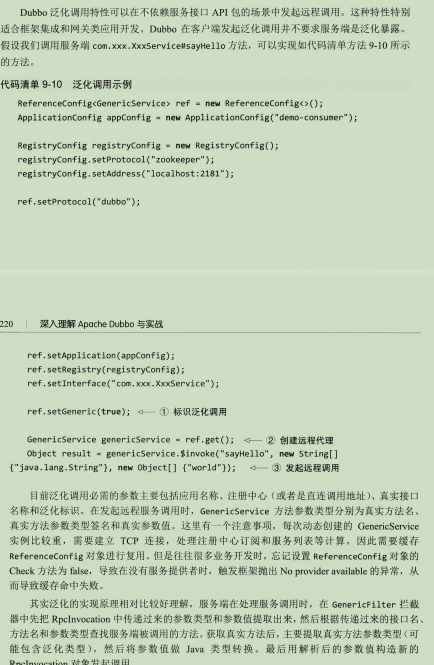 Dubbo 泛化调用特性可以在不依赖服务接口 API 包的场景中发起远程调用。这种特性特别
适合框架集成和网关类应用开发。Dubbo 在客户端发起泛化调用并不要求服务端是泛化暴露。
假设我们调用服务端 com.xxx.XxxService#sayHello 方法，可以实现如代码清单方法 9-10 所示
的方法。
代码清单 9-10 泛化调用示例
ReferenceConfig<GenericService> ref = new ReferenceConfig<>();
ApplicationConfig appConfig = new ApplicationConfig("demo-consumer");
RegistryConfig registryConfig = new RegistryConfig();
registryConfig.setProtocol("zookeeper");
registryConfig.setAddress("localhost:2181");
ref.setProtocol("dubbo");
220 | 深入理解 Apache Dubbo 与实战
ref.setApplication(appConfig);
ref.setRegistry(registryConfig);
ref.setInterface("com.xxx.XxxService");
ref.setGeneric(true); ◁— ① 标识泛化调用
GenericService genericService = ref.get(); ◁— ② 创建远程代理
Object result = genericService.$invoke("sayHello", new String[]
{"java.lang.String"}, new Object[] {"world"}); ◁— ③ 发起远程调用
目前泛化调用必需的参数主要包括应用名称、注册中心（或者是直连调用地址）、真实接口
名称和泛化标识。在发起远程服务调用时，GenericService 方法参数类型分别为真实方法名、
真实方法参数类型签名和真实参数值。这里有一个注意事项，每次动态创建的 GenericService
实例比较重，需要建立 TCP 连接，处理注册中心订阅和服务列表等计算，因此需要缓存
ReferenceConfig 对象进行复用。但是往往很多业务开发时，忘记设置 ReferenceConfig 对象的
Check 方法为 false，导致在没有服务提供者时，触发框架抛出 No provider available 的异常，从
而导致缓存命中失败。
其实泛化的实现原理相对比较好理解，服务端在处理服务调用时，在 GenericFilter 拦截
器中先把 RpcInvocation 中传递过来的参数类型和参数值提取出来，然后根据传递过来的接口名、
方法名和参数类型查找服务端被调用的方法。获取真实方法后，主要提取真实方法参数类型（可
能包含泛化类型），然后将参数值做 Java 类型转换。最后用解析后的参数值构造新的
RpcInvocation 对象发起调用。